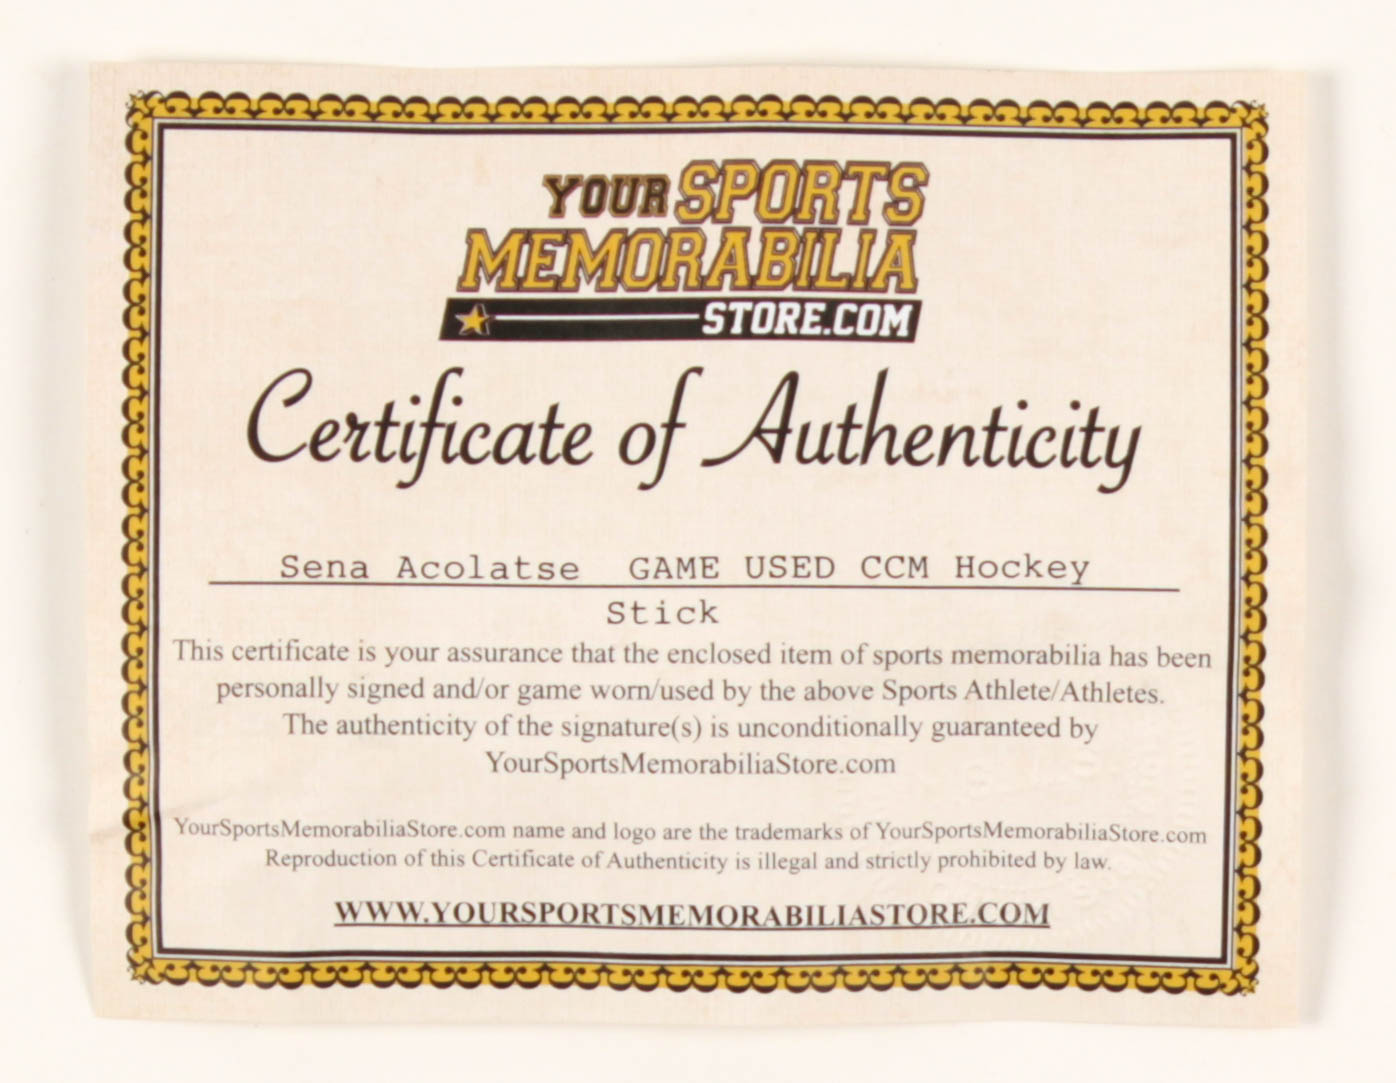 YOUR SPORTS
MEMORABILIA
STORE.COM
Certificate of Authenticity
Sena Acolatse GAME USED CCM Hockey
Stick
This certificate is your assurance that the enclosed item of sports memorabilia has been
personally signed and/or game worn/used by the above Sports Athlete/Athletes.
The authenticity of the signature(s) is unconditionally guaranteed by
YourSportsMemorabiliaStore.com
YourSportsMemorabiliaStore.com name and logo are the trademarks of YourSportsMemorabiliaStore.com
Reproduction of this Certificate of Authenticity is illegal and strictly prohibited by law.
WWW.YOURSPORTSMEMORABILIASTORE.COM